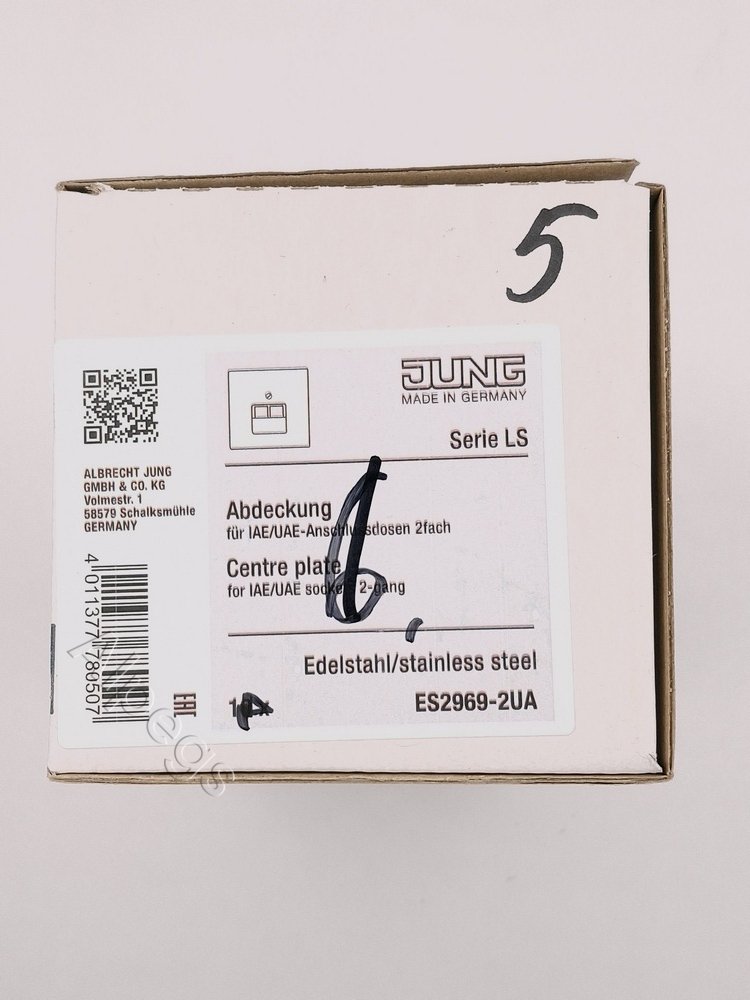 5
JUNG
MADE IN GERMANY
Serie LS
ALBRECHT JUNG
GMBH & CO. KG
Volmestr. 1
58579 Schalksmühle
GERMANY
4 011377 780507
EAC
Abdeckung
für IAE/UAE-Anschlussdosen 2fach
Centre plate
for IAE/UAE sockets 2-gang
6
Edelstahl/stainless steel
ES2969-2UA